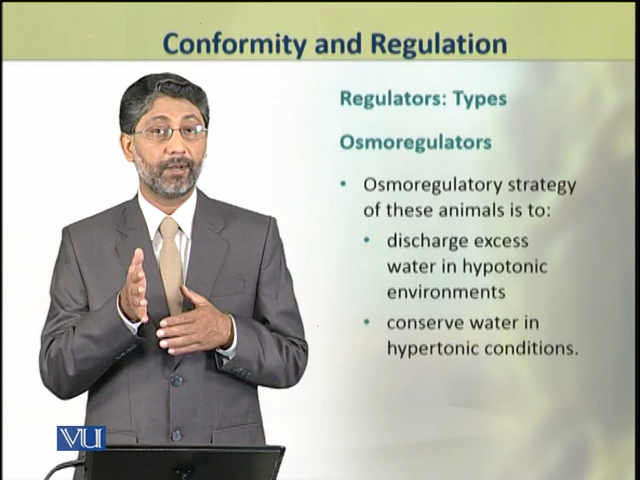 Conformity and Regulation
Regulators: Types
Osmoregulators
• Osmoregulatory strategy
of these animals is to:
• discharge excess
water in hypotonic
environments
• conserve water in
hypertonic conditions.
VU